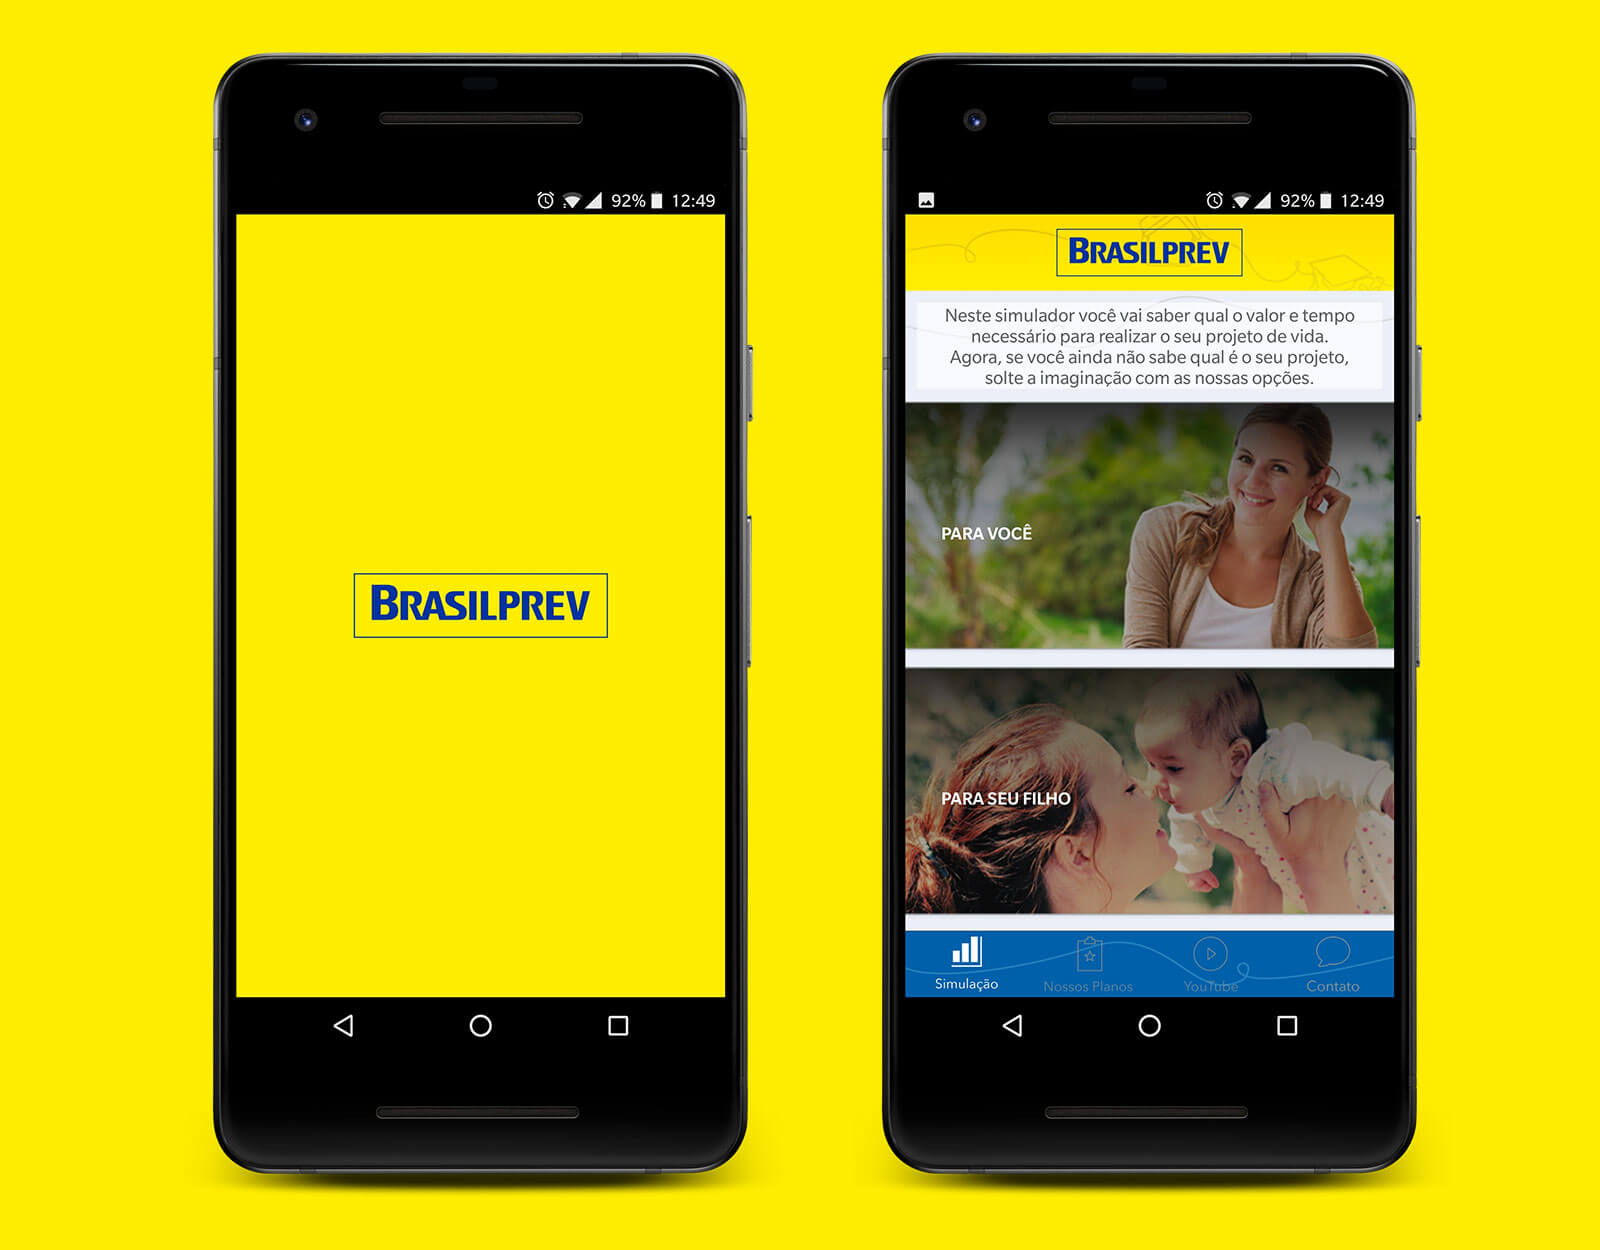 92% 12:49
BRASILPREV
92% 12:49
BRASILPREV
Neste simulador você vai saber qual o valor e tempo
necessário para realizar o seu projeto de vida.
Agora, se você ainda não sabe qual é o seu projeto,
solte a imaginação com as nossas opções.
PARA VOCÊ
PARA SEU FILHO
Simulação Nossos Planos YouTube Contato